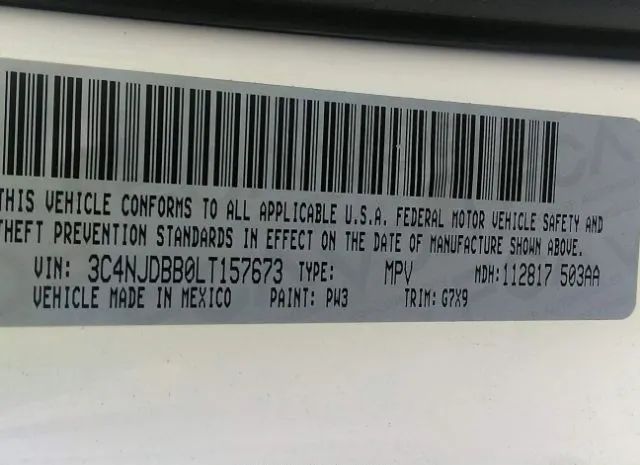 THIS VEHICLE CONFORMS TO ALL APPLICABLE U.S.A. FEDERAL MOTOR VEHICLE SAFETY AND
THEFT PREVENTION STANDARDS IN EFFECT ON THE DATE OF MANUFACTURE SHOWN ABOVE.
VIN: 3C4NJDBB0LT157673 TYPE: MPV MDH:112817 503AA
VEHICLE MADE IN MEXICO PAINT: PW3 TRIM: G7X9